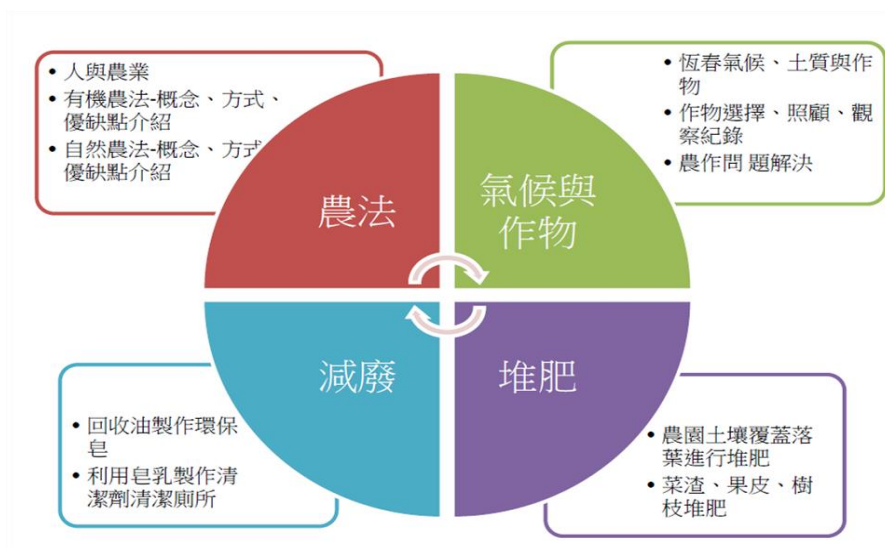 • 人與農業
• 有機農法-概念、方式、
優缺點介紹
• 自然農法-概念、方式
優缺點介紹
農法
• 恆春氣候、土質與作
物
• 作物選擇、照顧、觀
察紀錄
• 農作問 題解決
氣候與
作物
減廢
• 回收油製作環保
皂
• 利用皂乳製作清
潔劑清潔廁所
堆肥
• 農園土壤覆蓋落
葉進行堆肥
• 菜渣、果皮、樹
枝堆肥